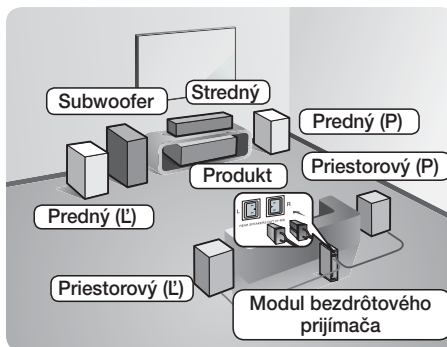 Subwoofer
Stredný
Predný (P)
Priestorový (P)
Produkt
Predný (Ľ)
L
R
Priestorový (Ľ)
Modul bezdrôtového
prijímača